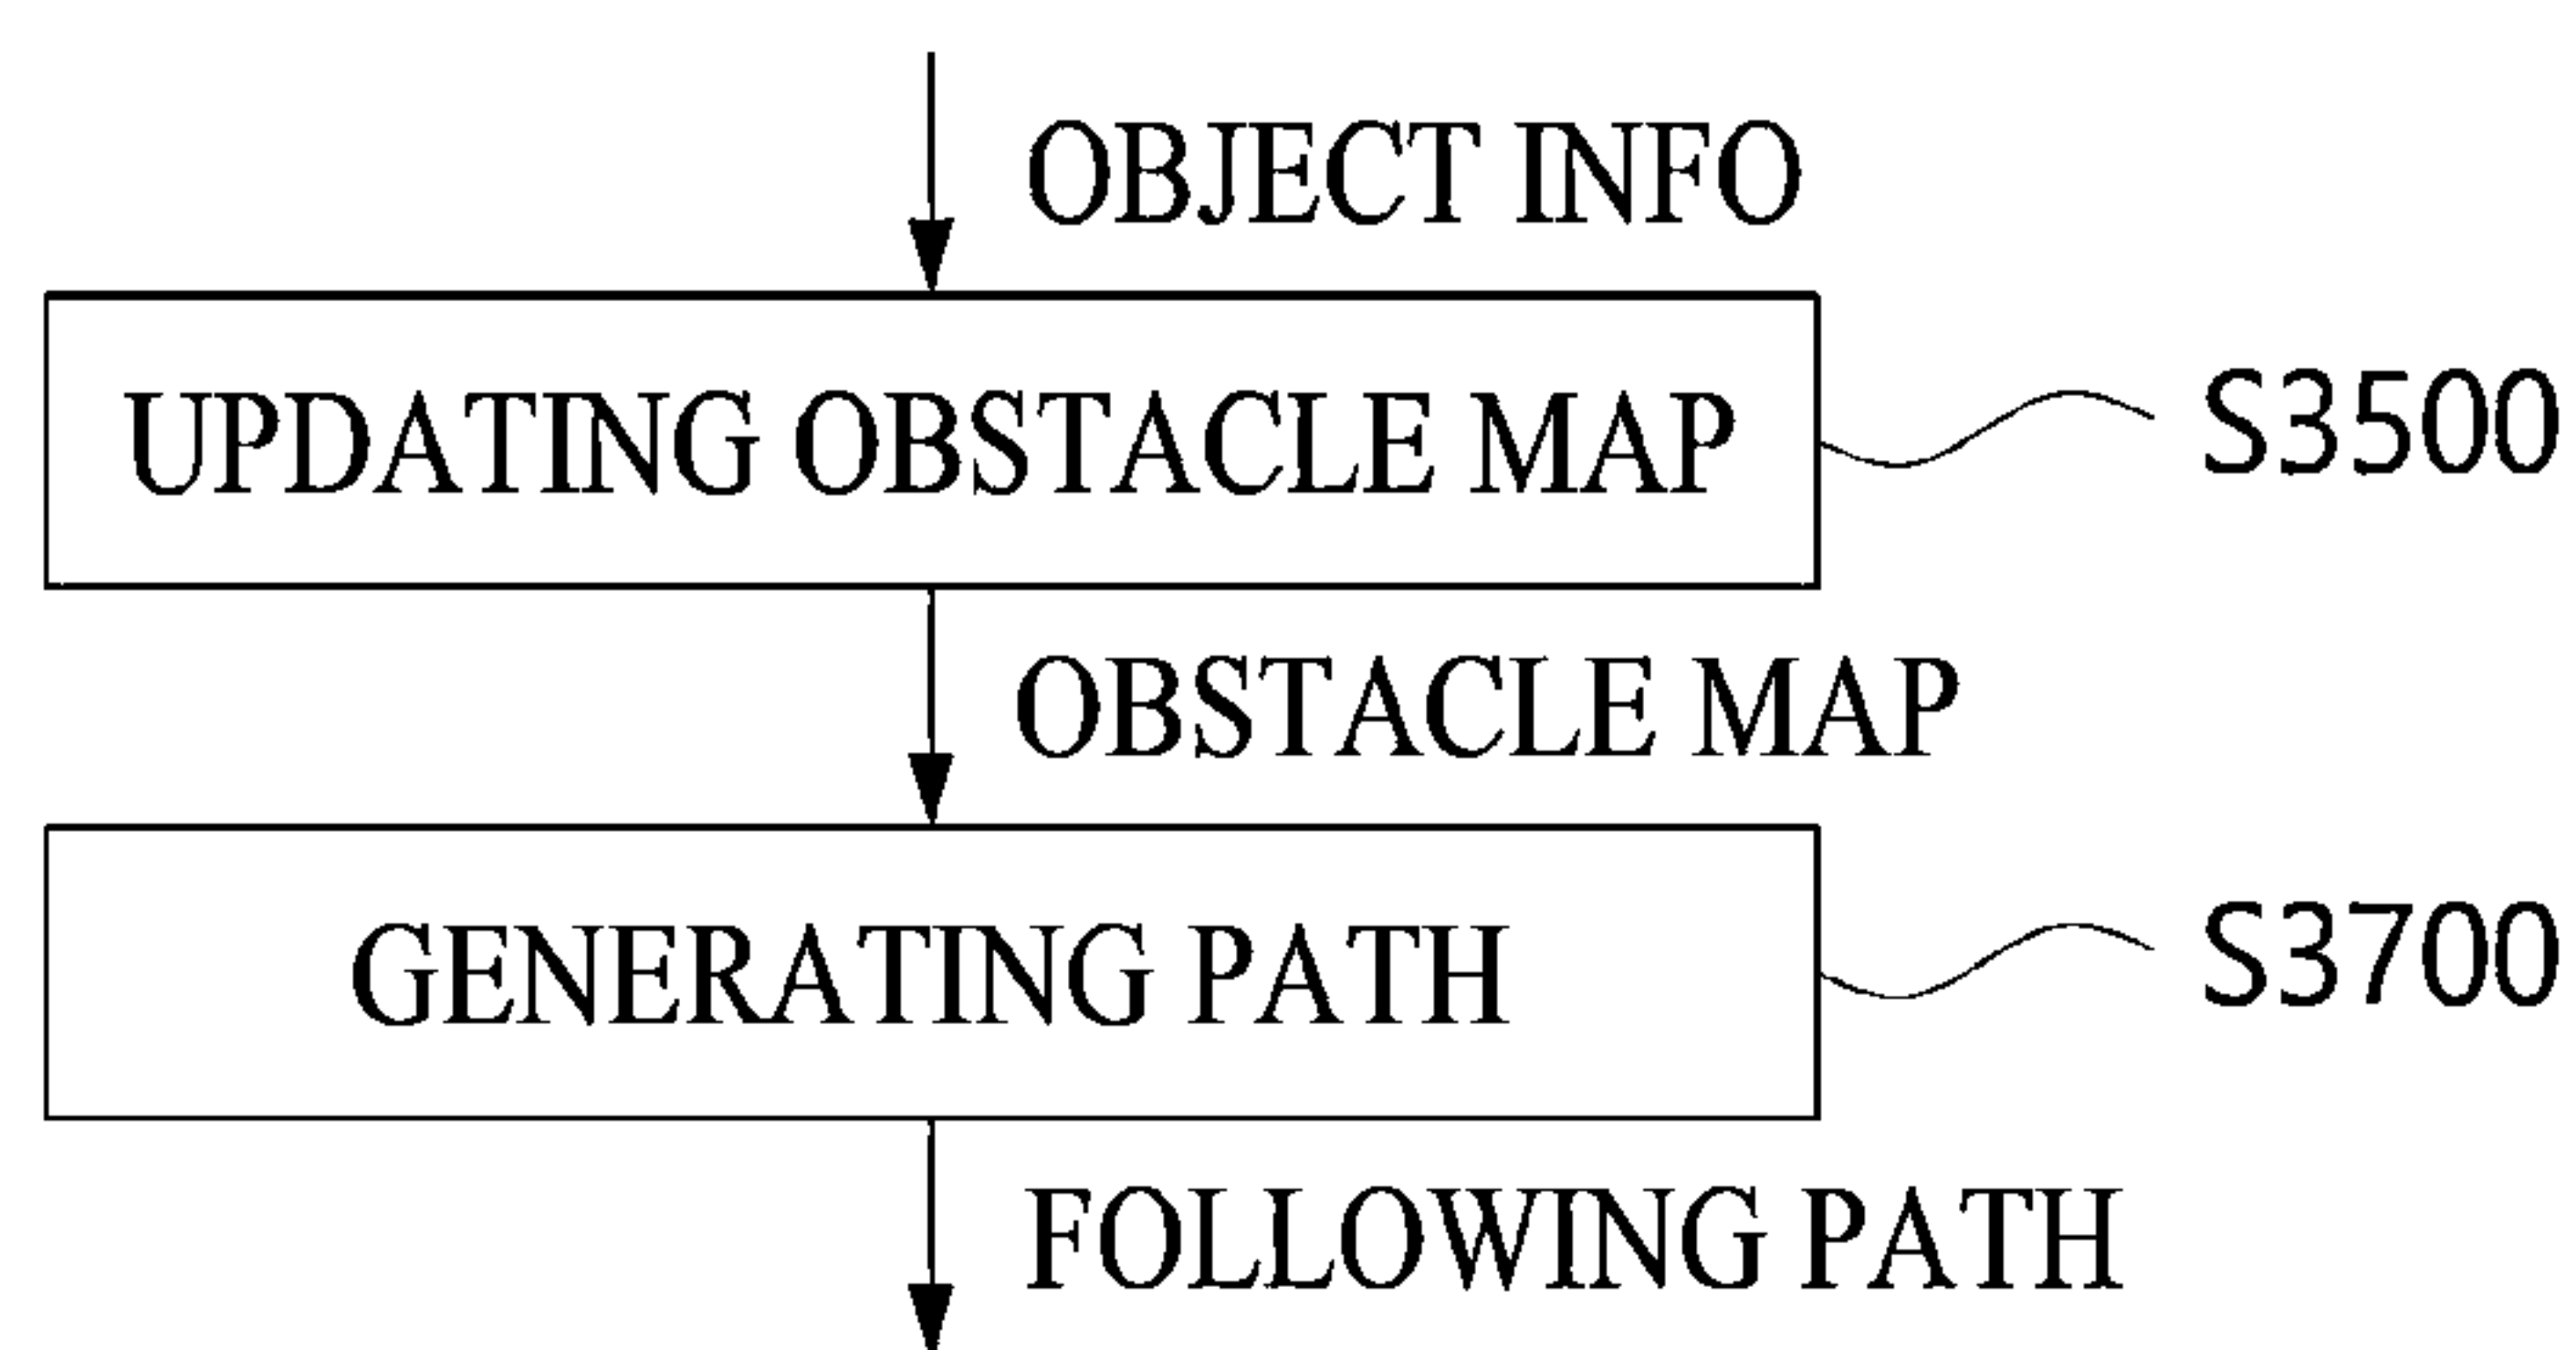 OBJECT INFO
UPDATING OBSTACLE MAP
S3500
OBSTACLE MAP
GENERATING PATH
S3700
FOLLOWING PATH